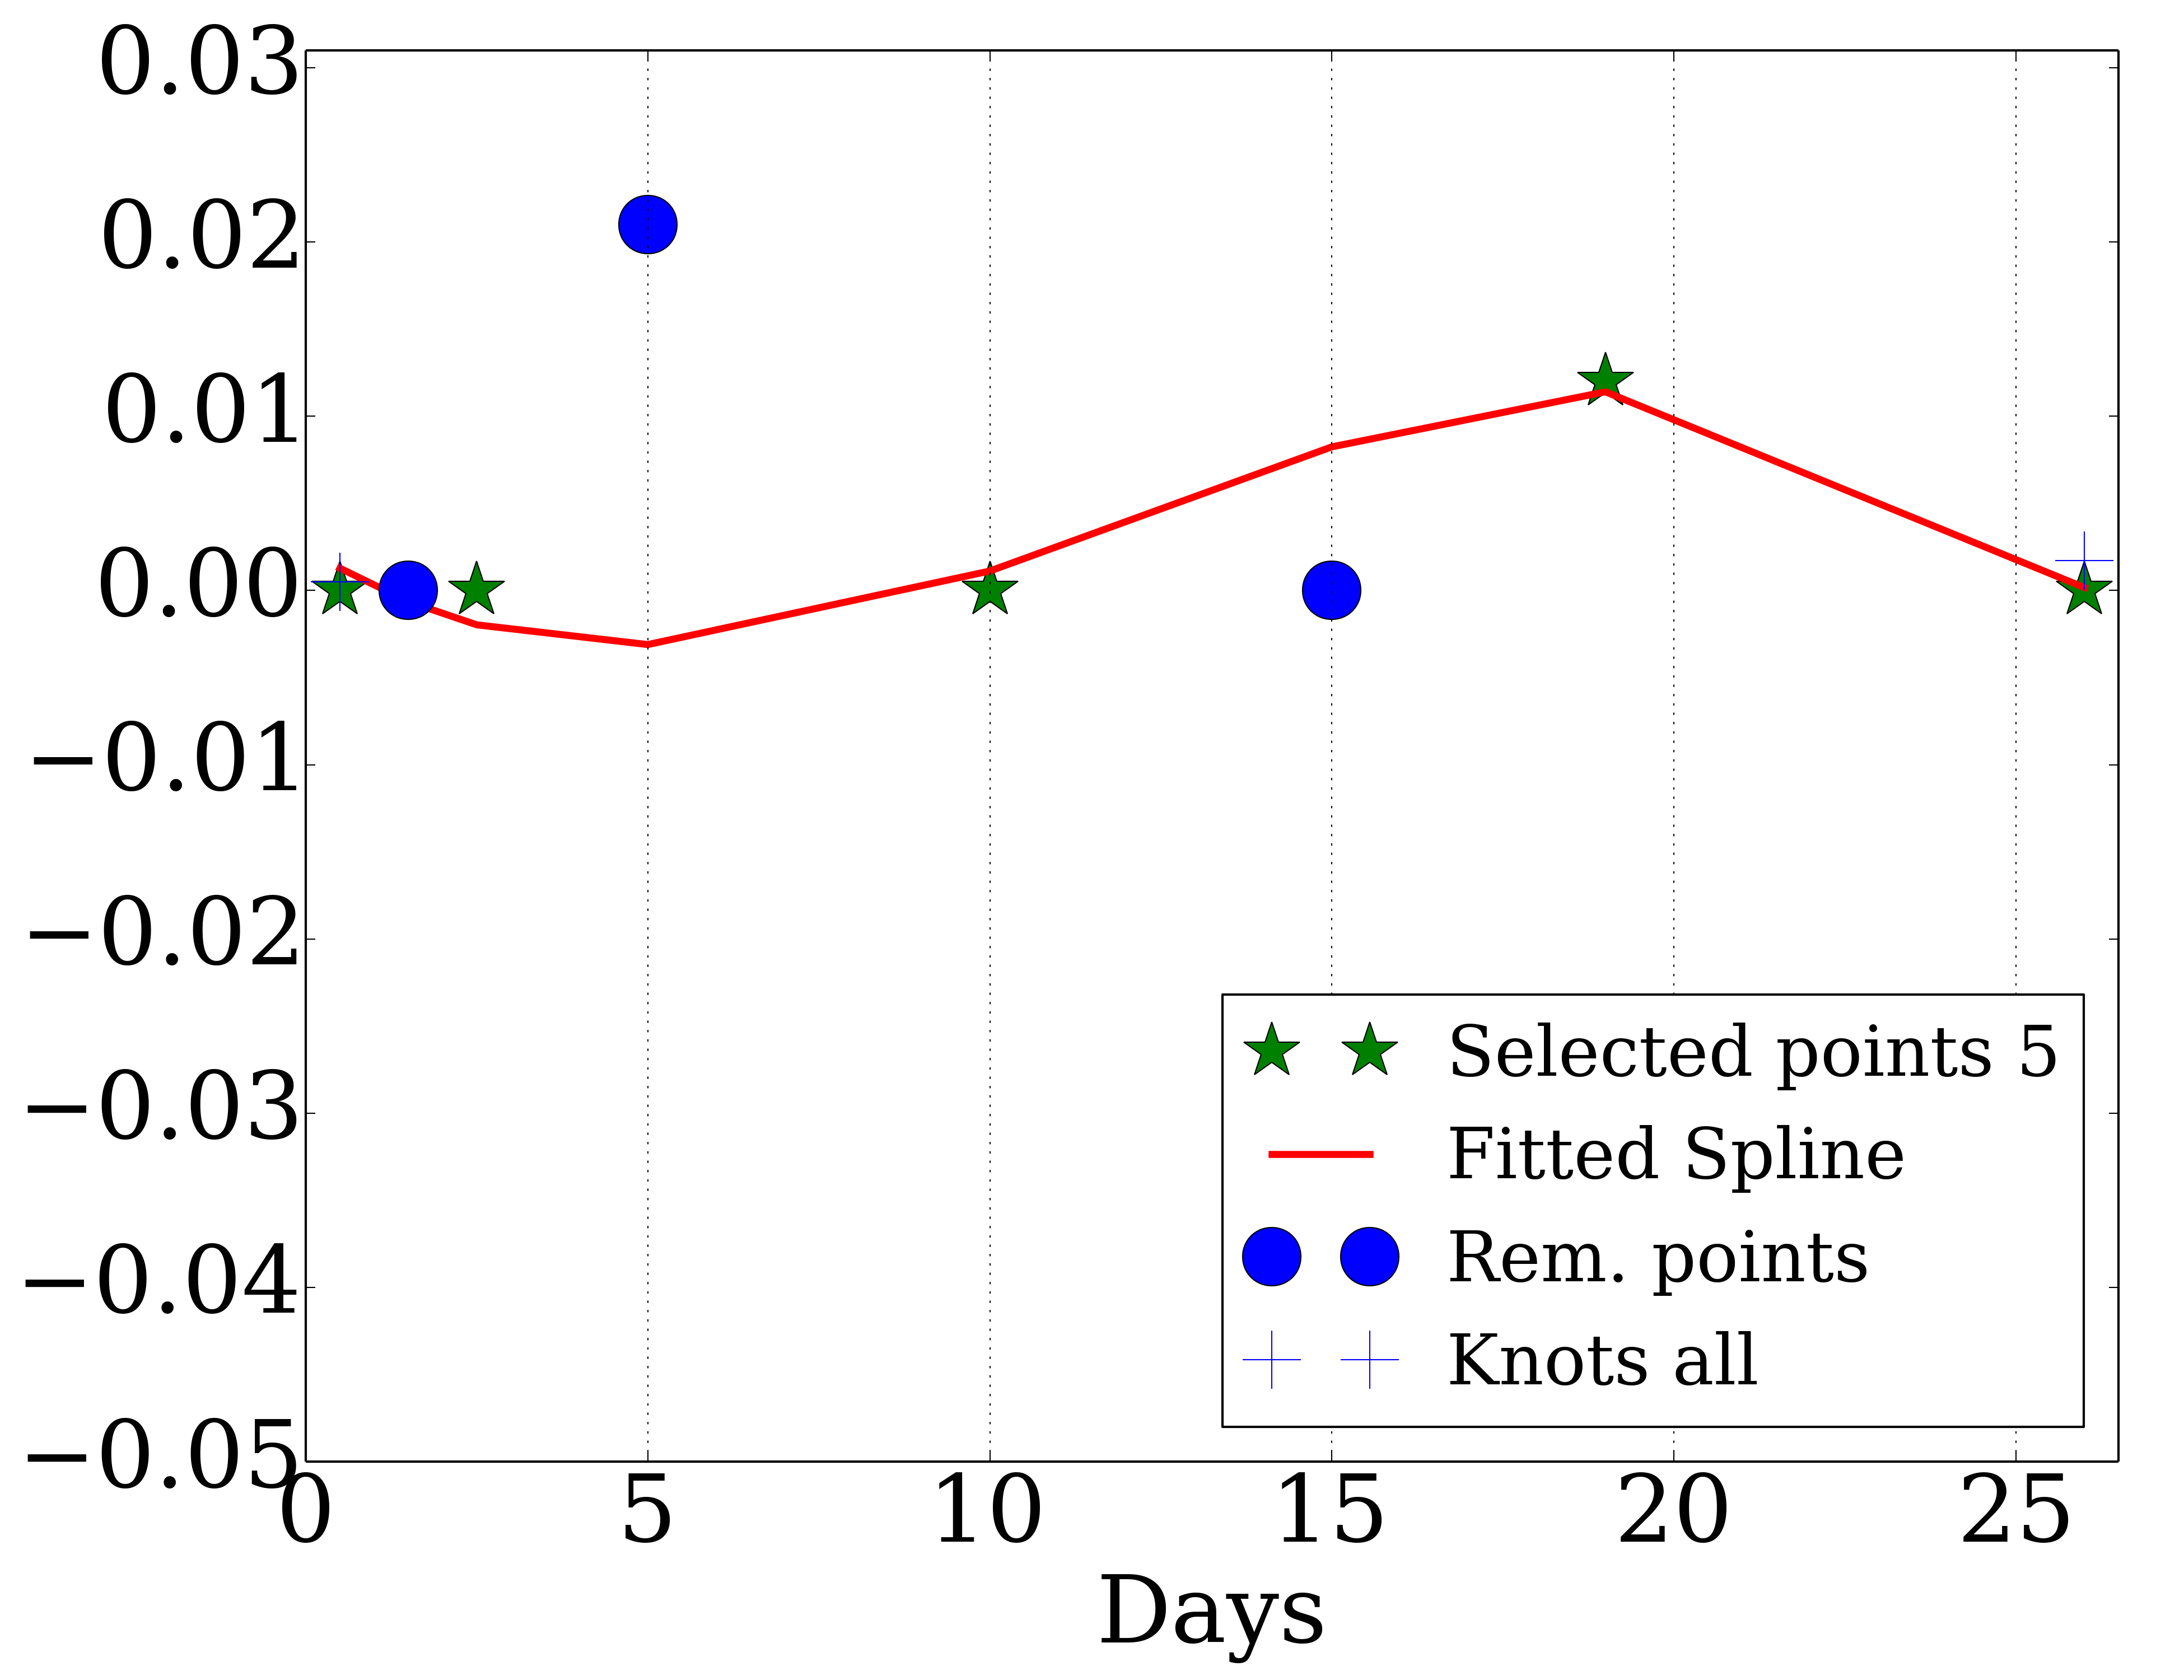 0.03
0.02
0.01
0.00
−0.01
−0.02
−0.03
−0.04
−0.05
Selected points 5
Fitted Spline
Rem. points
Knots all
0 5 10 15 20 25
Days